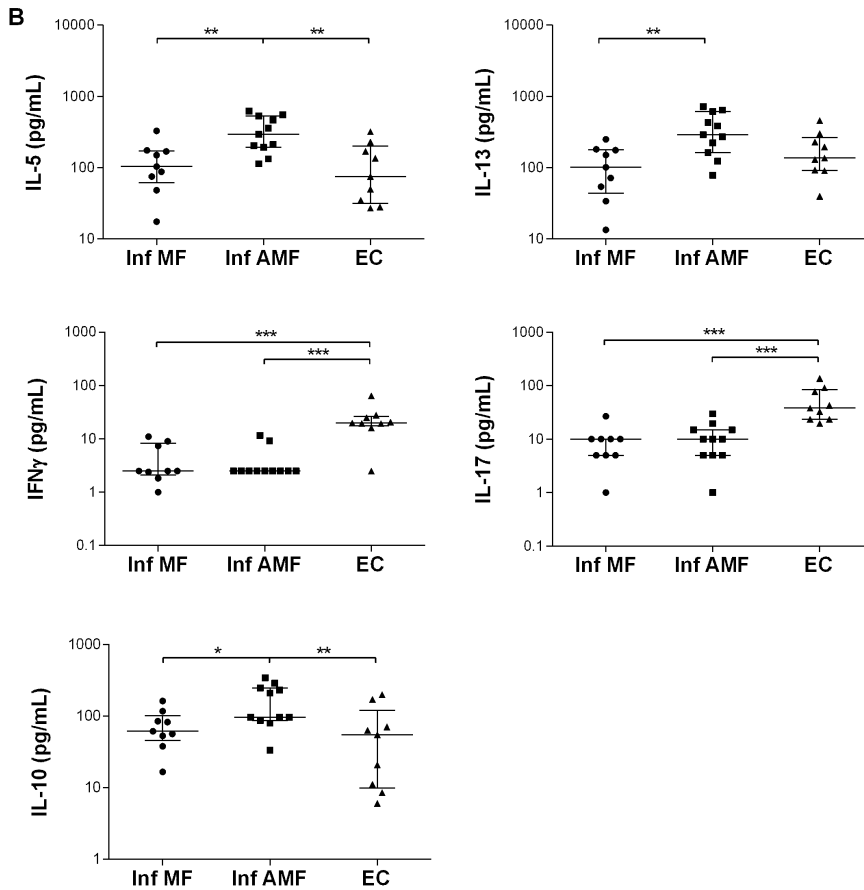 B
10000
1000
100
10
IL-5 (pg/mL)
** **
Inf MF Inf AMF EC
10000
1000
100
10
IL-13 (pg/mL)
**
Inf MF Inf AMF EC
1000
100
10
1
0.1
IFNγ (pg/mL)
***
***
Inf MF Inf AMF EC
1000
100
10
1
0.1
IL-17 (pg/mL)
***
***
Inf MF Inf AMF EC
1000
100
10
1
IL-10 (pg/mL)
* **
Inf MF Inf AMF EC